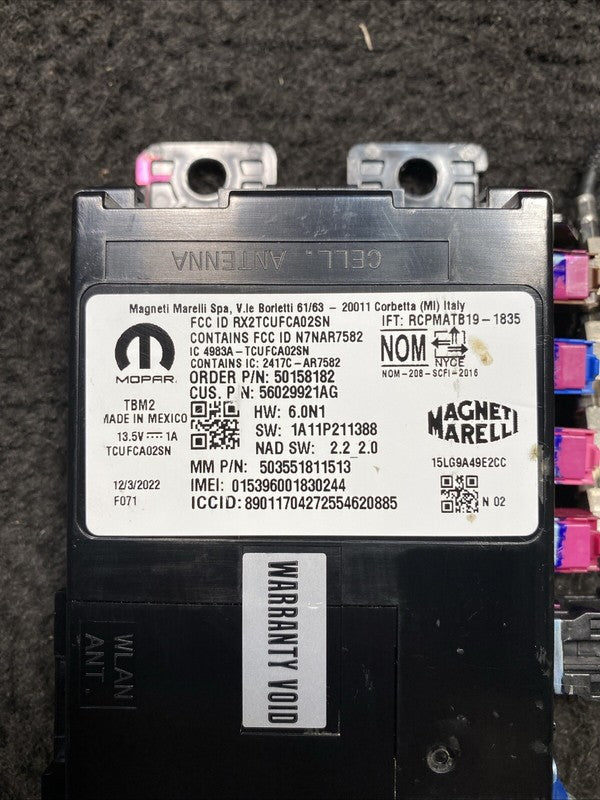 CELL. ANTENNA
Magneti Marelli Spa, V.le Borletti 61/63 - 20011 Corbetta (MI) Italy
FCC ID RX2TCUFCA02SN
IFT: RCPMATB19-1835
CONTAINS FCC ID N7NAR7582
IC 4983A-TCUFCA02SN
CONTAINS IC: 2417C-AR7582
NOM
NYCE
NOM-208-SCFI-2016
MOPAR
ORDER P/N: 50158182
CUS. P/N: 56029921AG
TBM2
MADE IN MEXICO
13.5V 1A
TCUFCA02SN
HW: 6.0N1
SW: 1A11P211388
NAD SW: 2.2_2.0
MAGNETI
MARELLI
MM P/N: 503551811513
15LG9A49E2CC
12/3/2022
F071
IMEI: 015396001830244
ICCID: 89011704272554620885
N 02
WARRANTY VOID
WLAN
ANT.